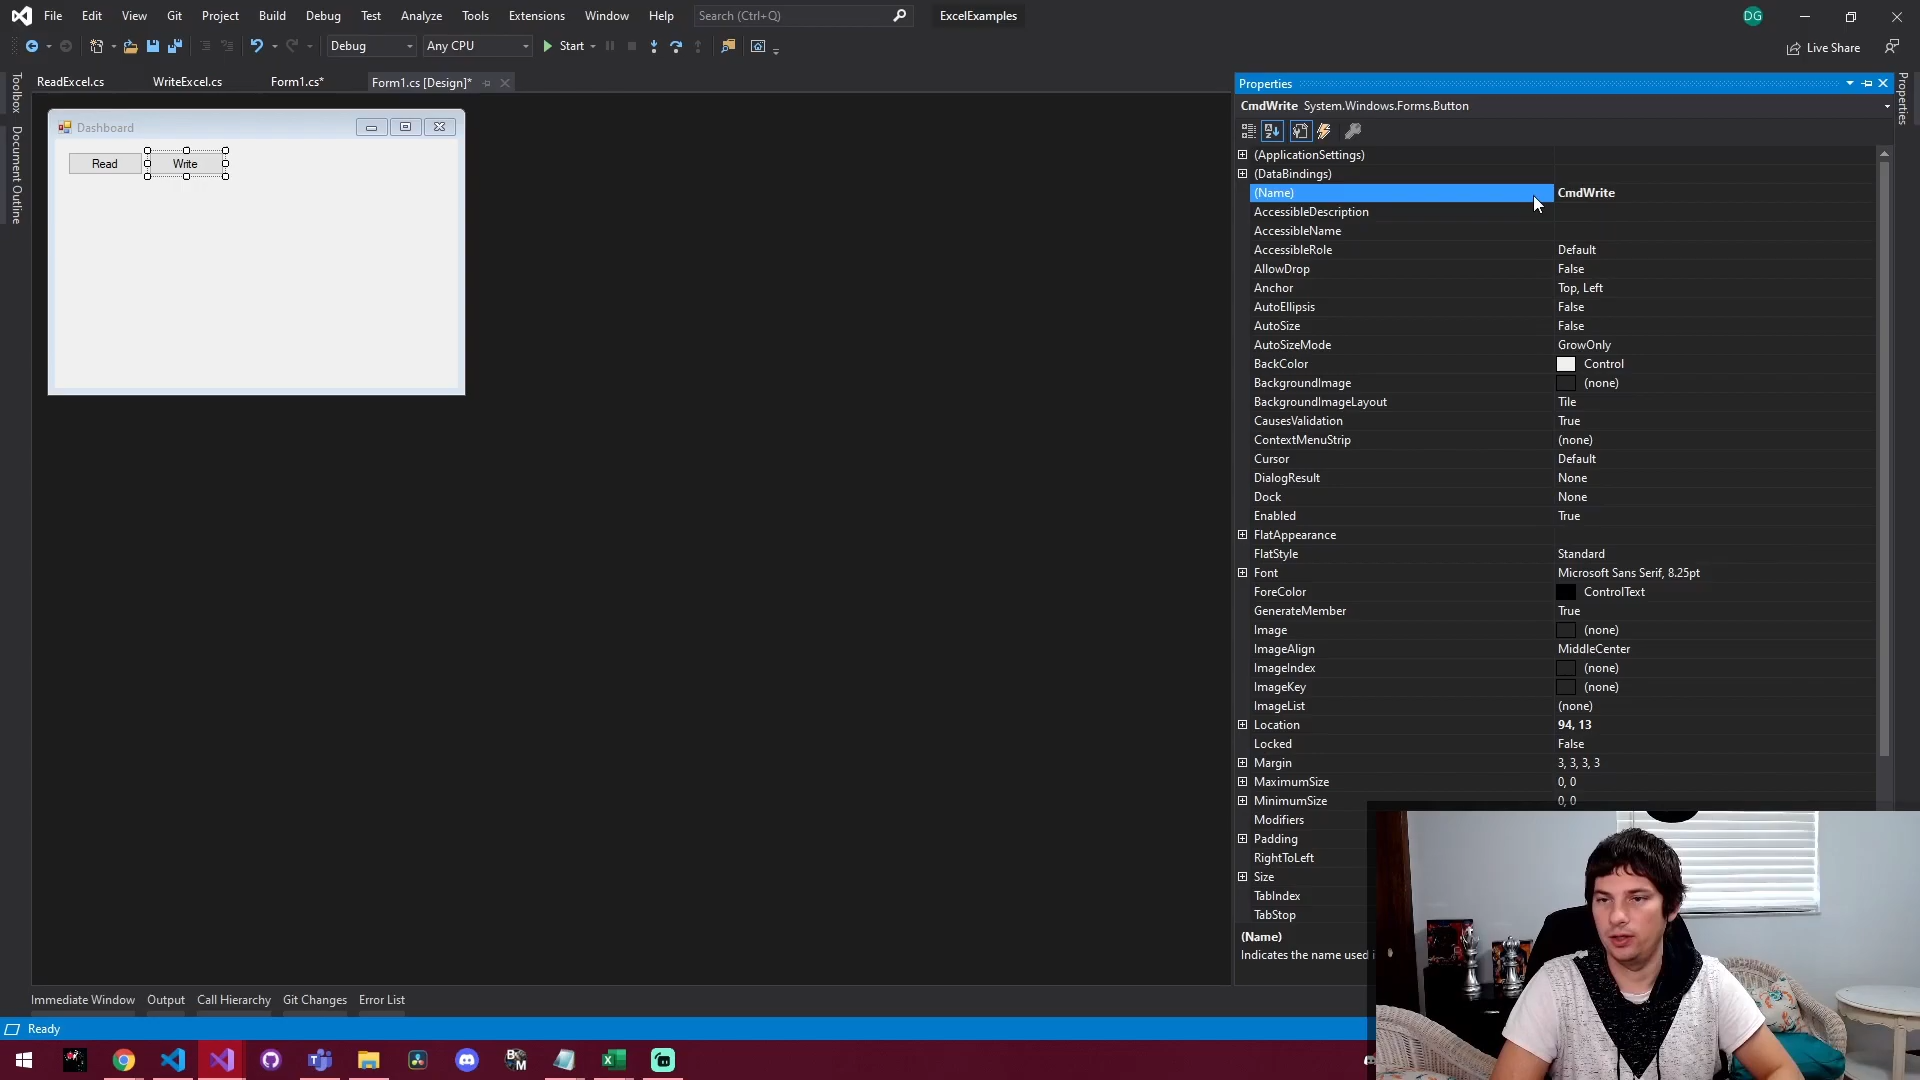 File Edit View Git Project Build Debug Test Analyze Tools Extensions Window Help Search (Ctrl+Q) ExcelExamples DG
Debug Any CPU Start Live Share
ReadExcel.cs WriteExcel.cs Form1.cs* Form1.cs [Design]*
Toolbox
Document Outline
Dashboard
Read Write
Properties
Properties
CmdWrite System.Windows.Forms.Button
(ApplicationSettings)
(DataBindings)
(Name) CmdWrite
AccessibleDescription
AccessibleName
AccessibleRole Default
AllowDrop False
Anchor Top, Left
AutoEllipsis False
AutoSize False
AutoSizeMode GrowOnly
BackColor Control
BackgroundImage (none)
BackgroundImageLayout Tile
CausesValidation True
ContextMenuStrip (none)
Cursor Default
DialogResult None
Dock None
Enabled True
FlatAppearance
FlatStyle Standard
Font Microsoft Sans Serif, 8.25pt
ForeColor ControlText
GenerateMember True
Image (none)
ImageAlign MiddleCenter
ImageIndex (none)
ImageKey (none)
ImageList (none)
Location 94, 13
Locked False
Margin 3, 3, 3, 3
MaximumSize 0, 0
MinimumSize 0, 0
Modifiers
Padding
RightToLeft
Size
TabIndex
TabStop
(Name)
Indicates the name used i
Immediate Window Output Call Hierarchy Git Changes Error List
Ready